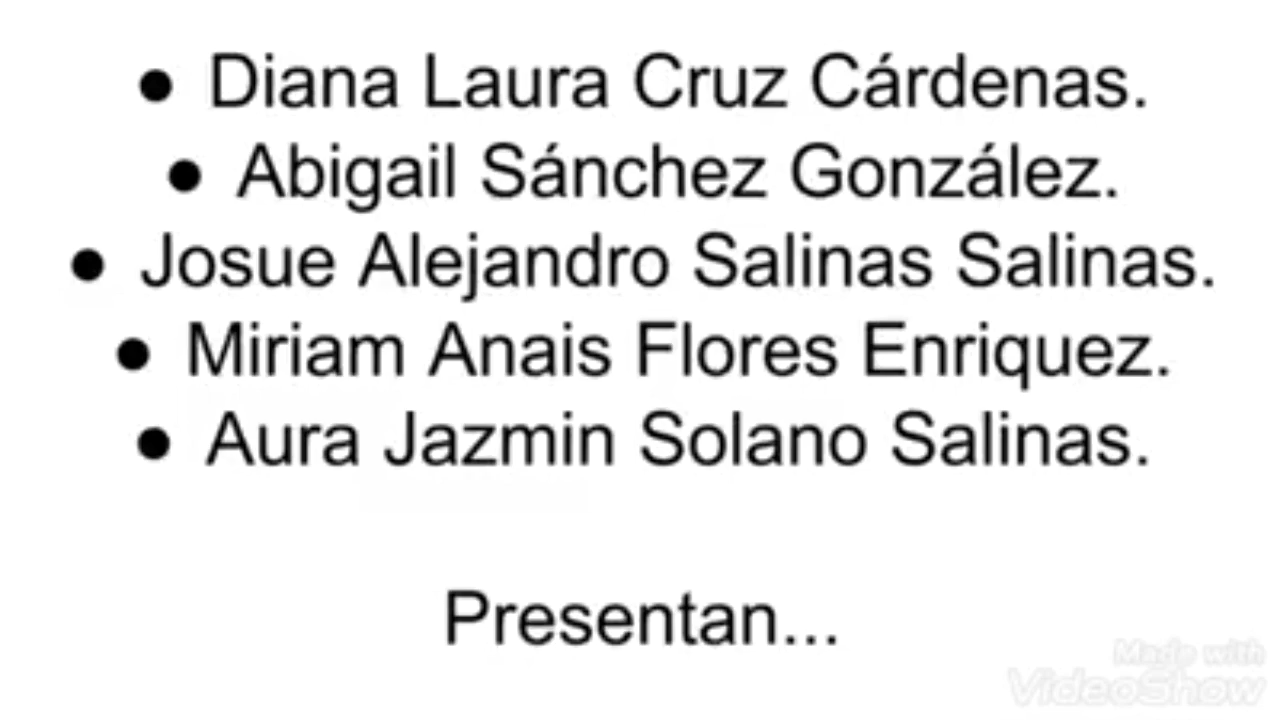 ● Diana Laura Cruz Cárdenas.
● Abigail Sánchez González.
● Josue Alejandro Salinas Salinas.
● Miriam Anais Flores Enriquez.
● Aura Jazmin Solano Salinas.
Presentan...
Made with
VideoShow